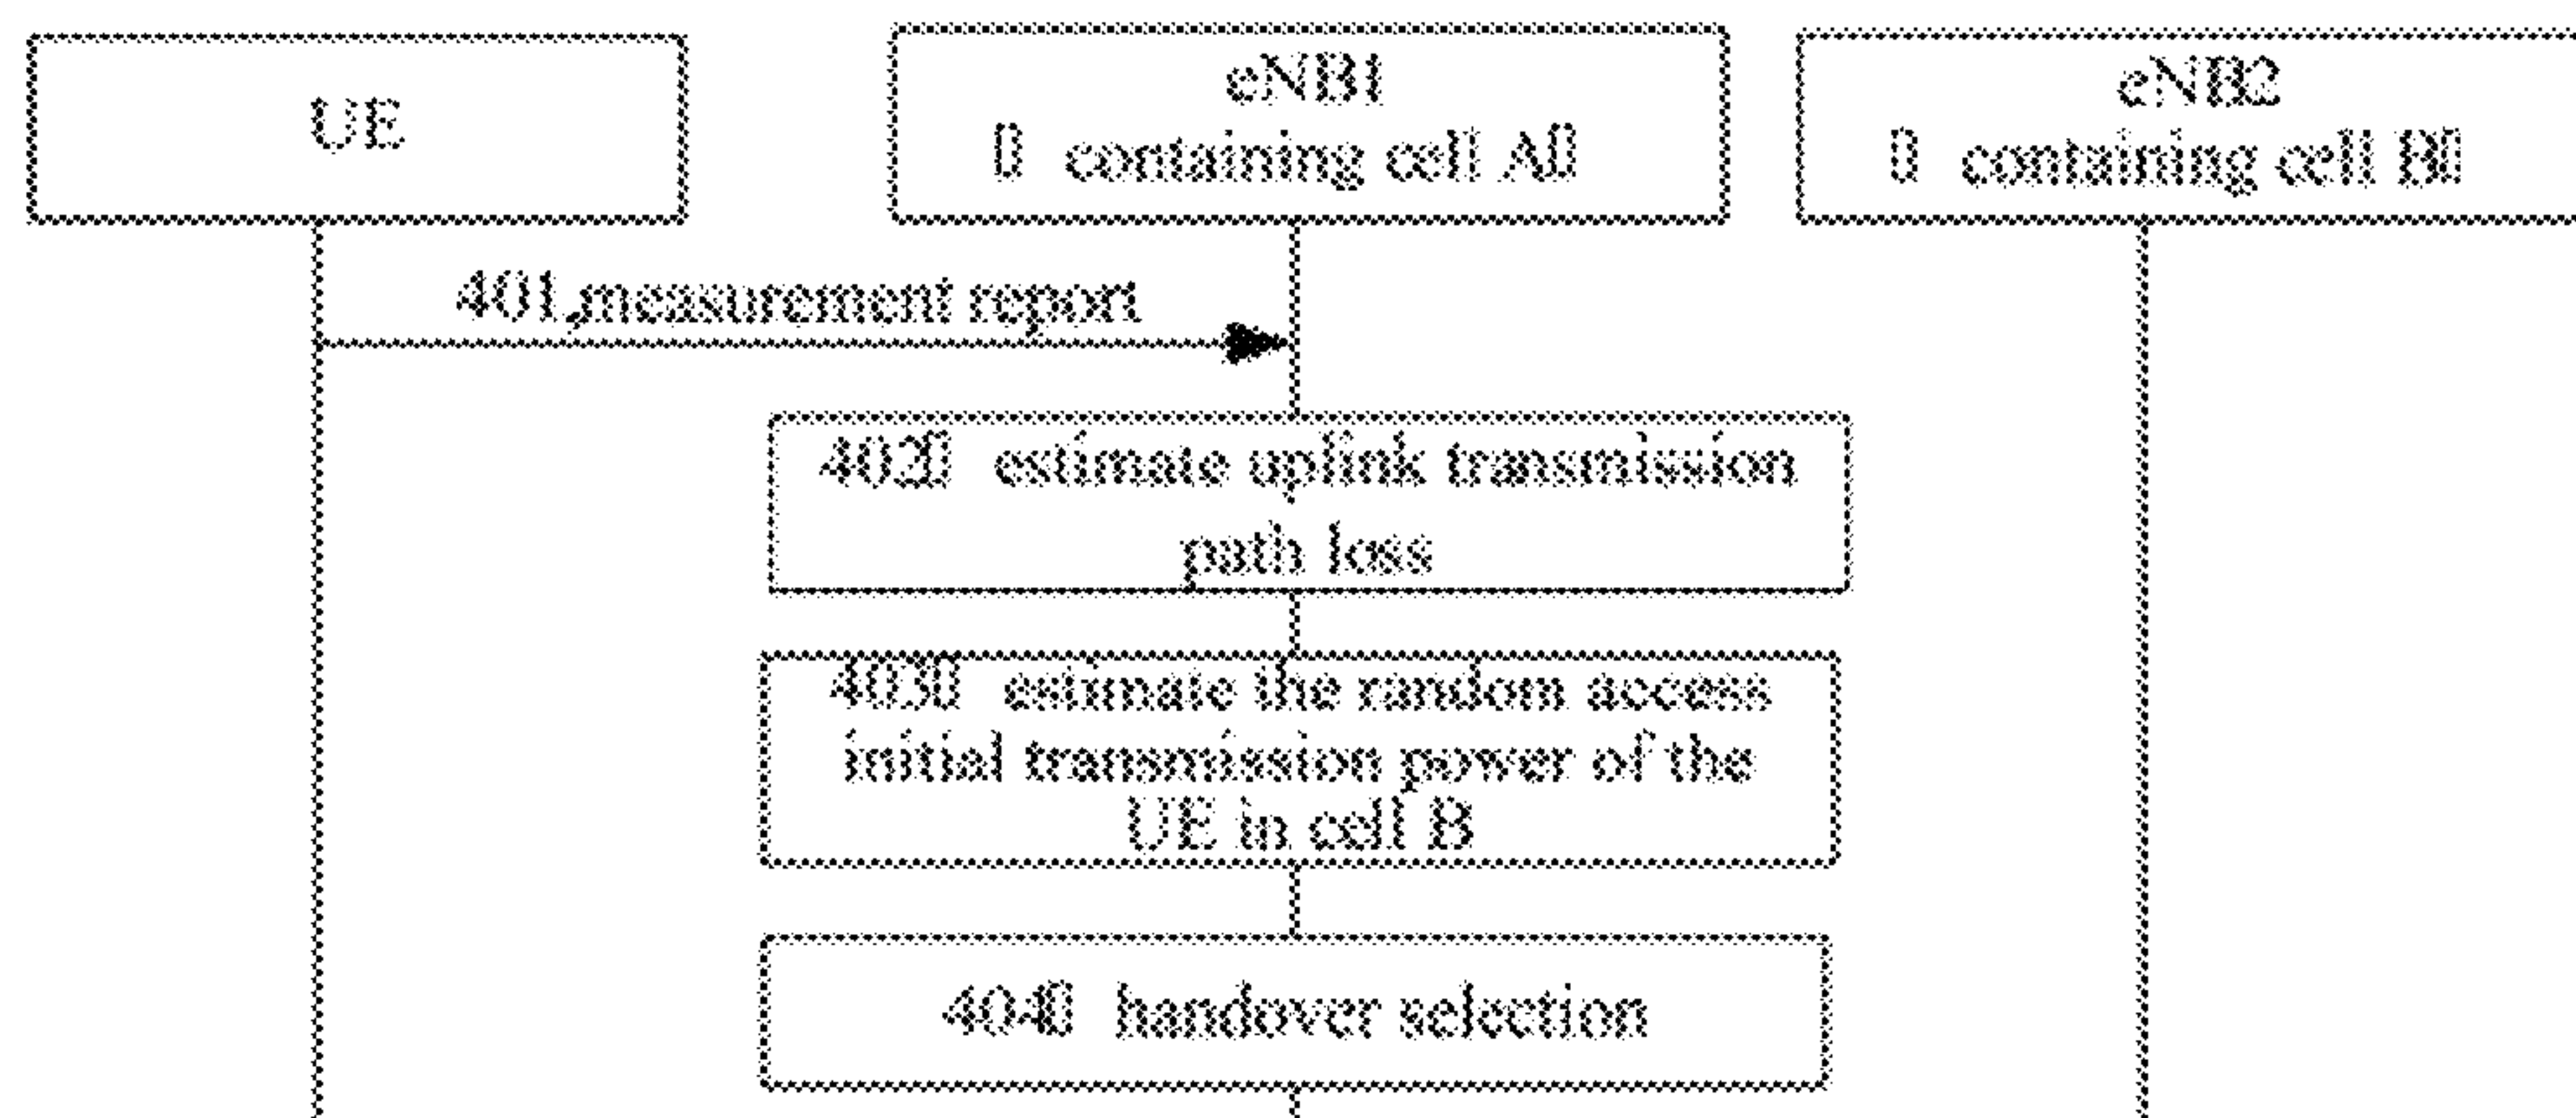 UE
eNB1
▯ containing cell A▯
eNB2
▯ containing cell B▯
401,measurement report
402▯ estimate uplink transmission
path loss
403▯ estimate the random access
initial transmission power of the
UE in cell B
404▯ handover selection